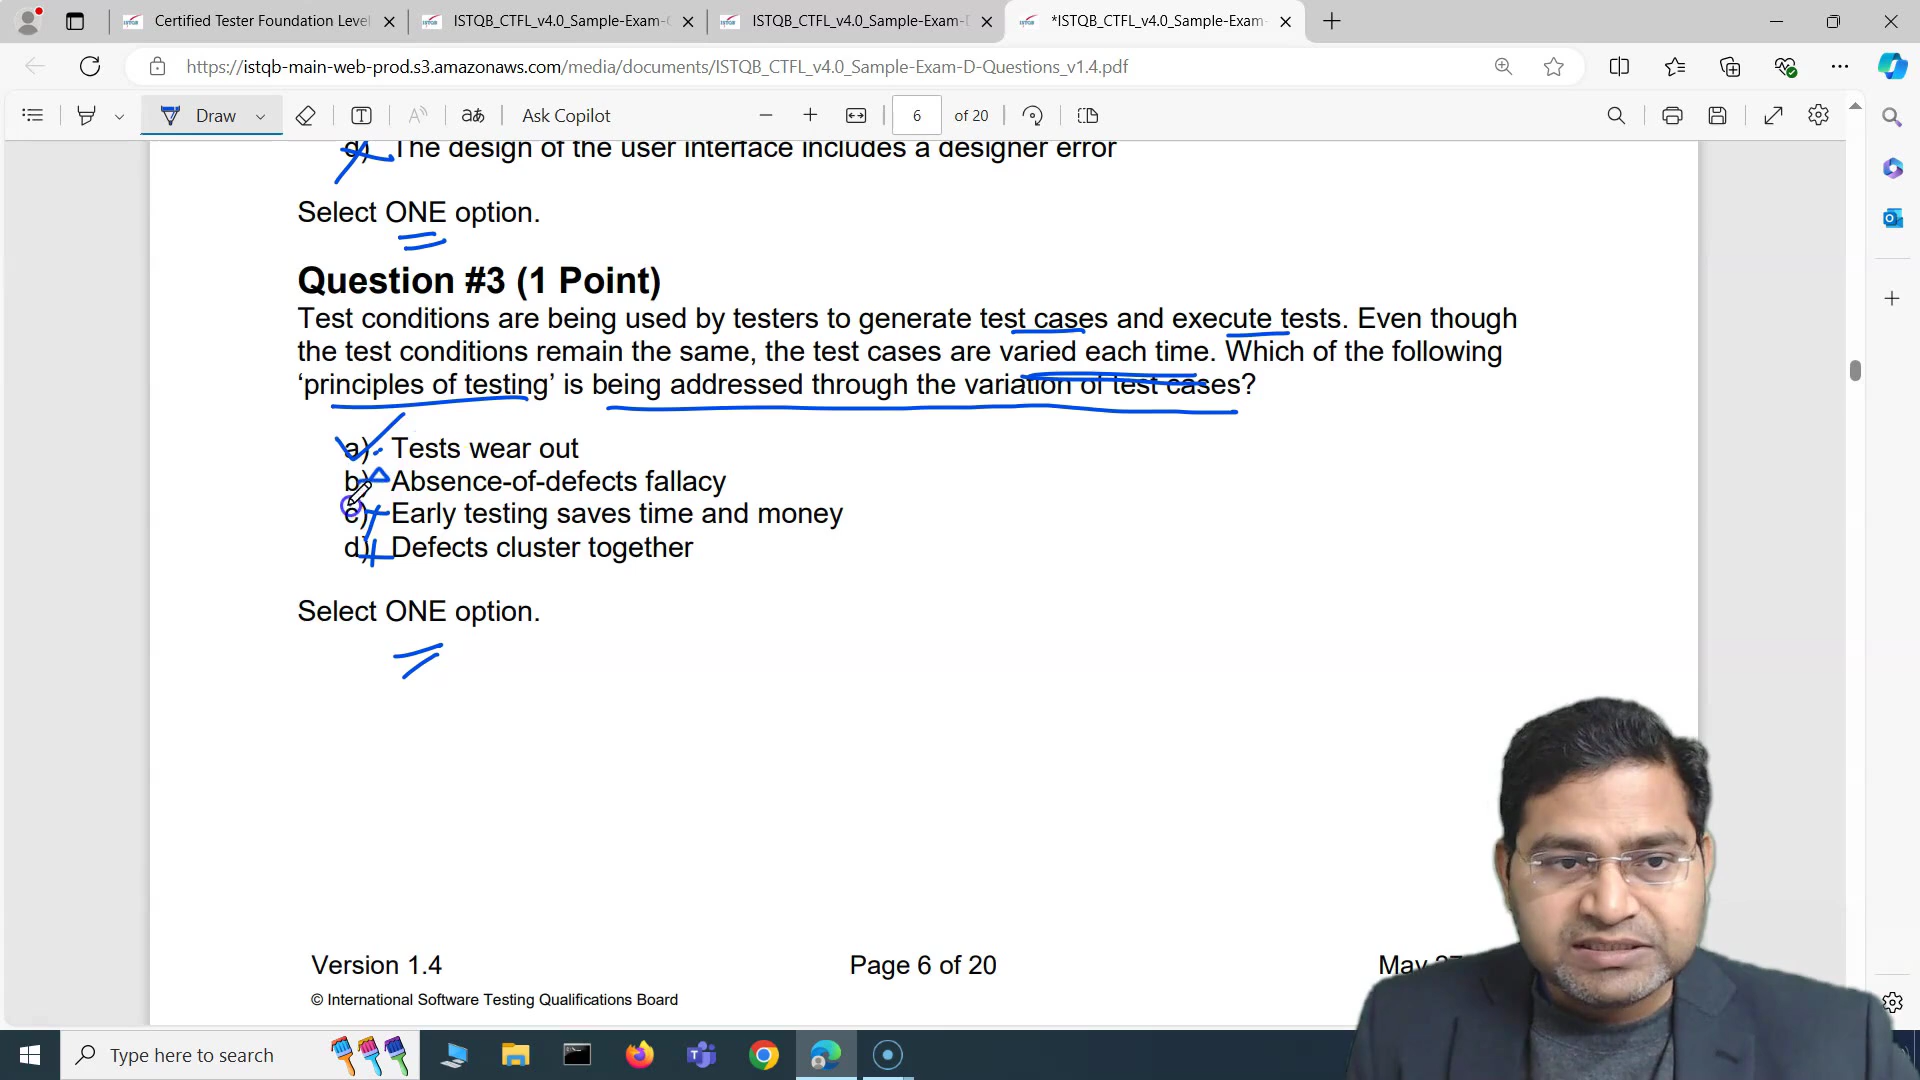 Certified Tester Foundation Level
ISTQB_CTFL_v4.0_Sample-Exam-
ISTQB_CTFL_v4.0_Sample-Exam-D
*ISTQB_CTFL_v4.0_Sample-Exam-
https://istqb-main-web-prod.s3.amazonaws.com/media/documents/ISTQB_CTFL_v4.0_Sample-Exam-D-Questions_v1.4.pdf
Draw
aあ
Ask Copilot
6 of 20
d) The design of the user interface includes a designer error
Select ONE option.
Question #3 (1 Point)
Test conditions are being used by testers to generate test cases and execute tests. Even though
the test conditions remain the same, the test cases are varied each time. Which of the following
‘principles of testing’ is being addressed through the variation of test cases?
a) Tests wear out
b) Absence-of-defects fallacy
c) Early testing saves time and money
d) Defects cluster together
Select ONE option.
Version 1.4
Page 6 of 20
May
© International Software Testing Qualifications Board
Type here to search